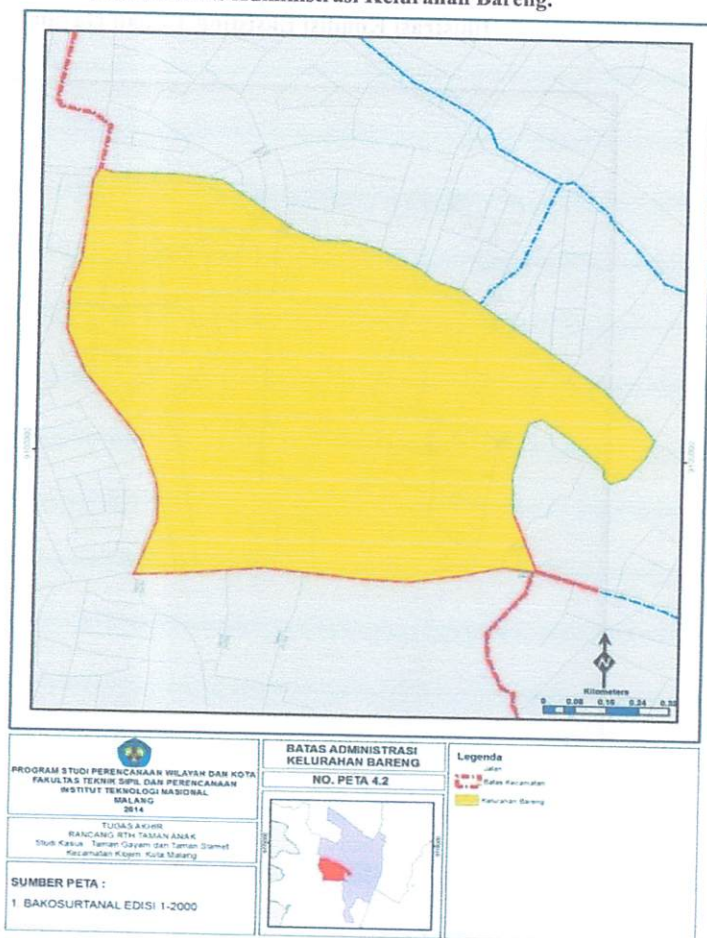 Administrasi Kelurahan Bareng.
Kilometers
0 0.08 0.16 0.24 0.32
PROGRAM STUDI PERENCANAAN WILAYAH DAN KOTA
FAKULTAS TEKNIK SIPIL DAN PERENCANAAN
INSTITUT TEKNOLOGI NASIONAL
MALANG
2014
TUGAS AKHIR
RANCANG RTH TAMAN ANAK
Studi Kasus : Taman Gayam dan Taman Slamet
Kecamatan Klojen, Kota Malang
SUMBER PETA :
1. BAKOSURTANAL EDISI 1-2000
BATAS ADMINISTRASI
KELURAHAN BARENG
NO. PETA 4.2
Legenda
Jalan
Batas Kecamatan
Kelurahan Bareng